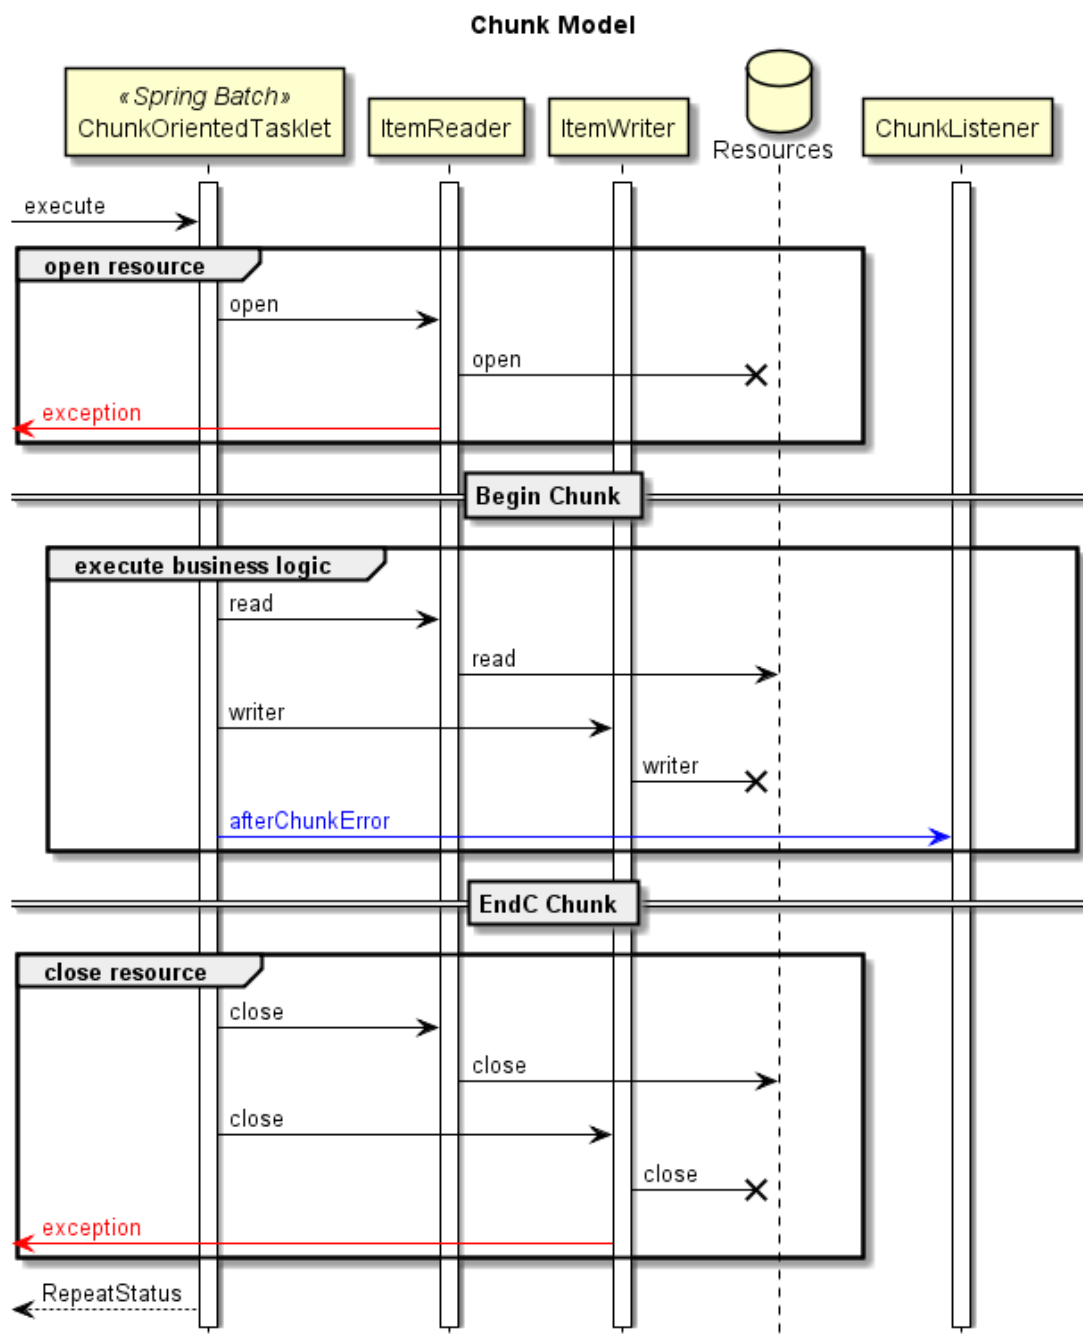 Chunk Model
«Spring Batch»
ChunkOrientedTasklet
ItemReader
ItemWriter
Resources
ChunkListener
execute
open resource
open
open
exception
Begin Chunk
execute business logic
read
read
writer
writer
afterChunkError
EndC Chunk
close resource
close
close
close
close
exception
RepeatStatus